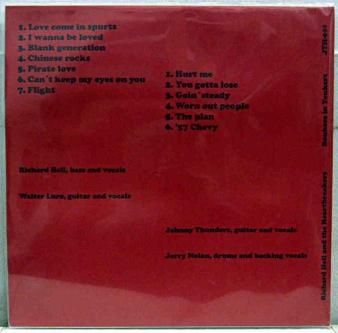 1. Love come in spurts
2. I wanna be loved
3. Blank generation
4. Chinese rocks
5. Pirate love
6. Can't keep my eyes on you
7. Flight
1. Hurt me
2. You gotta lose
3. Goin' steady
4. Worn out people
5. The plan
6. '57 Chevy
Richard Hell, bass and vocals
Walter Lure, guitar and vocals
Johnny Thunders, guitar and vocals
Jerry Nolan, drums and backing vocals
Richard Hell and the Heartbreakers
in Yonkers